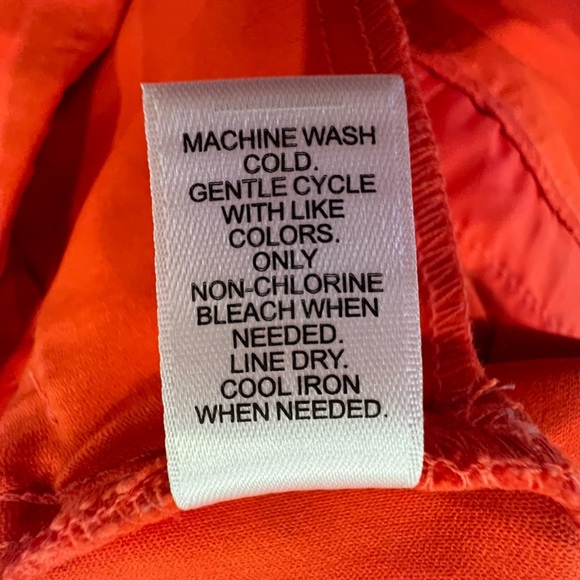 MACHINE WASH
COLD.
GENTLE CYCLE
WITH LIKE
COLORS.
ONLY
NON-CHLORINE
BLEACH WHEN
NEEDED.
LINE DRY.
COOL IRON
WHEN NEEDED.